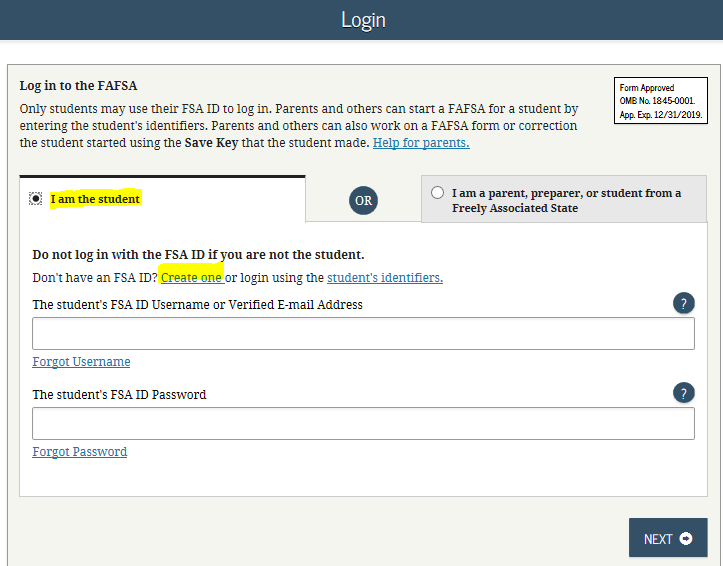 Login
Log in to the FAFSA
Only students may use their FSA ID to log in. Parents and others can start a FAFSA for a student by
entering the student's identifiers. Parents and others can also work on a FAFSA form or correction
the student started using the Save Key that the student made. Help for parents.
Form Approved
OMB No. 1845-0001.
App. Exp. 12/31/2019.
I am the student
OR
I am a parent, preparer, or student from a
Freely Associated State
Do not log in with the FSA ID if you are not the student.
Don't have an FSA ID? Create one or login using the student's identifiers.
The student's FSA ID Username or Verified E-mail Address
?
Forgot Username
The student's FSA ID Password
?
Forgot Password
NEXT